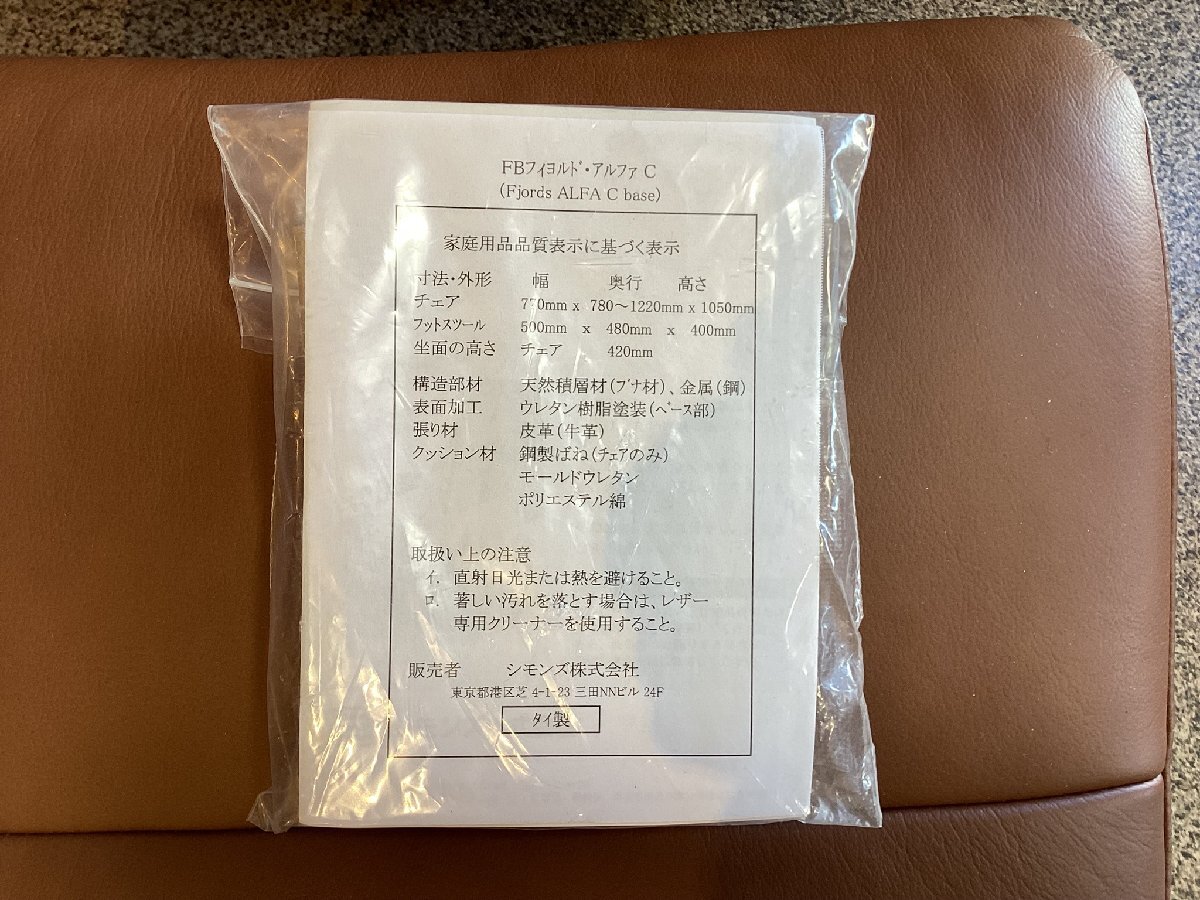 FBフィヨルド・アルファ C
(Fjords ALFA C base)
家庭用品品質表示に基づく表示
寸法・外形 幅 奥行 高さ
チェア 770mm x 780〜1220mm x 1050mm
フットスツール 500mm x 480mm x 400mm
坐面の高さ チェア 420mm
構造部材 天然積層材(ブナ材)、金属(鋼)
表面加工 ウレタン樹脂塗装(ベース部)
張り材 皮革(牛革)
クッション材 鋼製ばね(チェアのみ)
モールドウレタン
ポリエステル綿
取扱い上の注意
イ. 直射日光または熱を避けること。
ロ. 著しい汚れを落とす場合は、レザー
専用クリーナーを使用すること。
販売者 シモンズ株式会社
東京都港区芝 4-1-23 三田NNビル 24F
タイ製